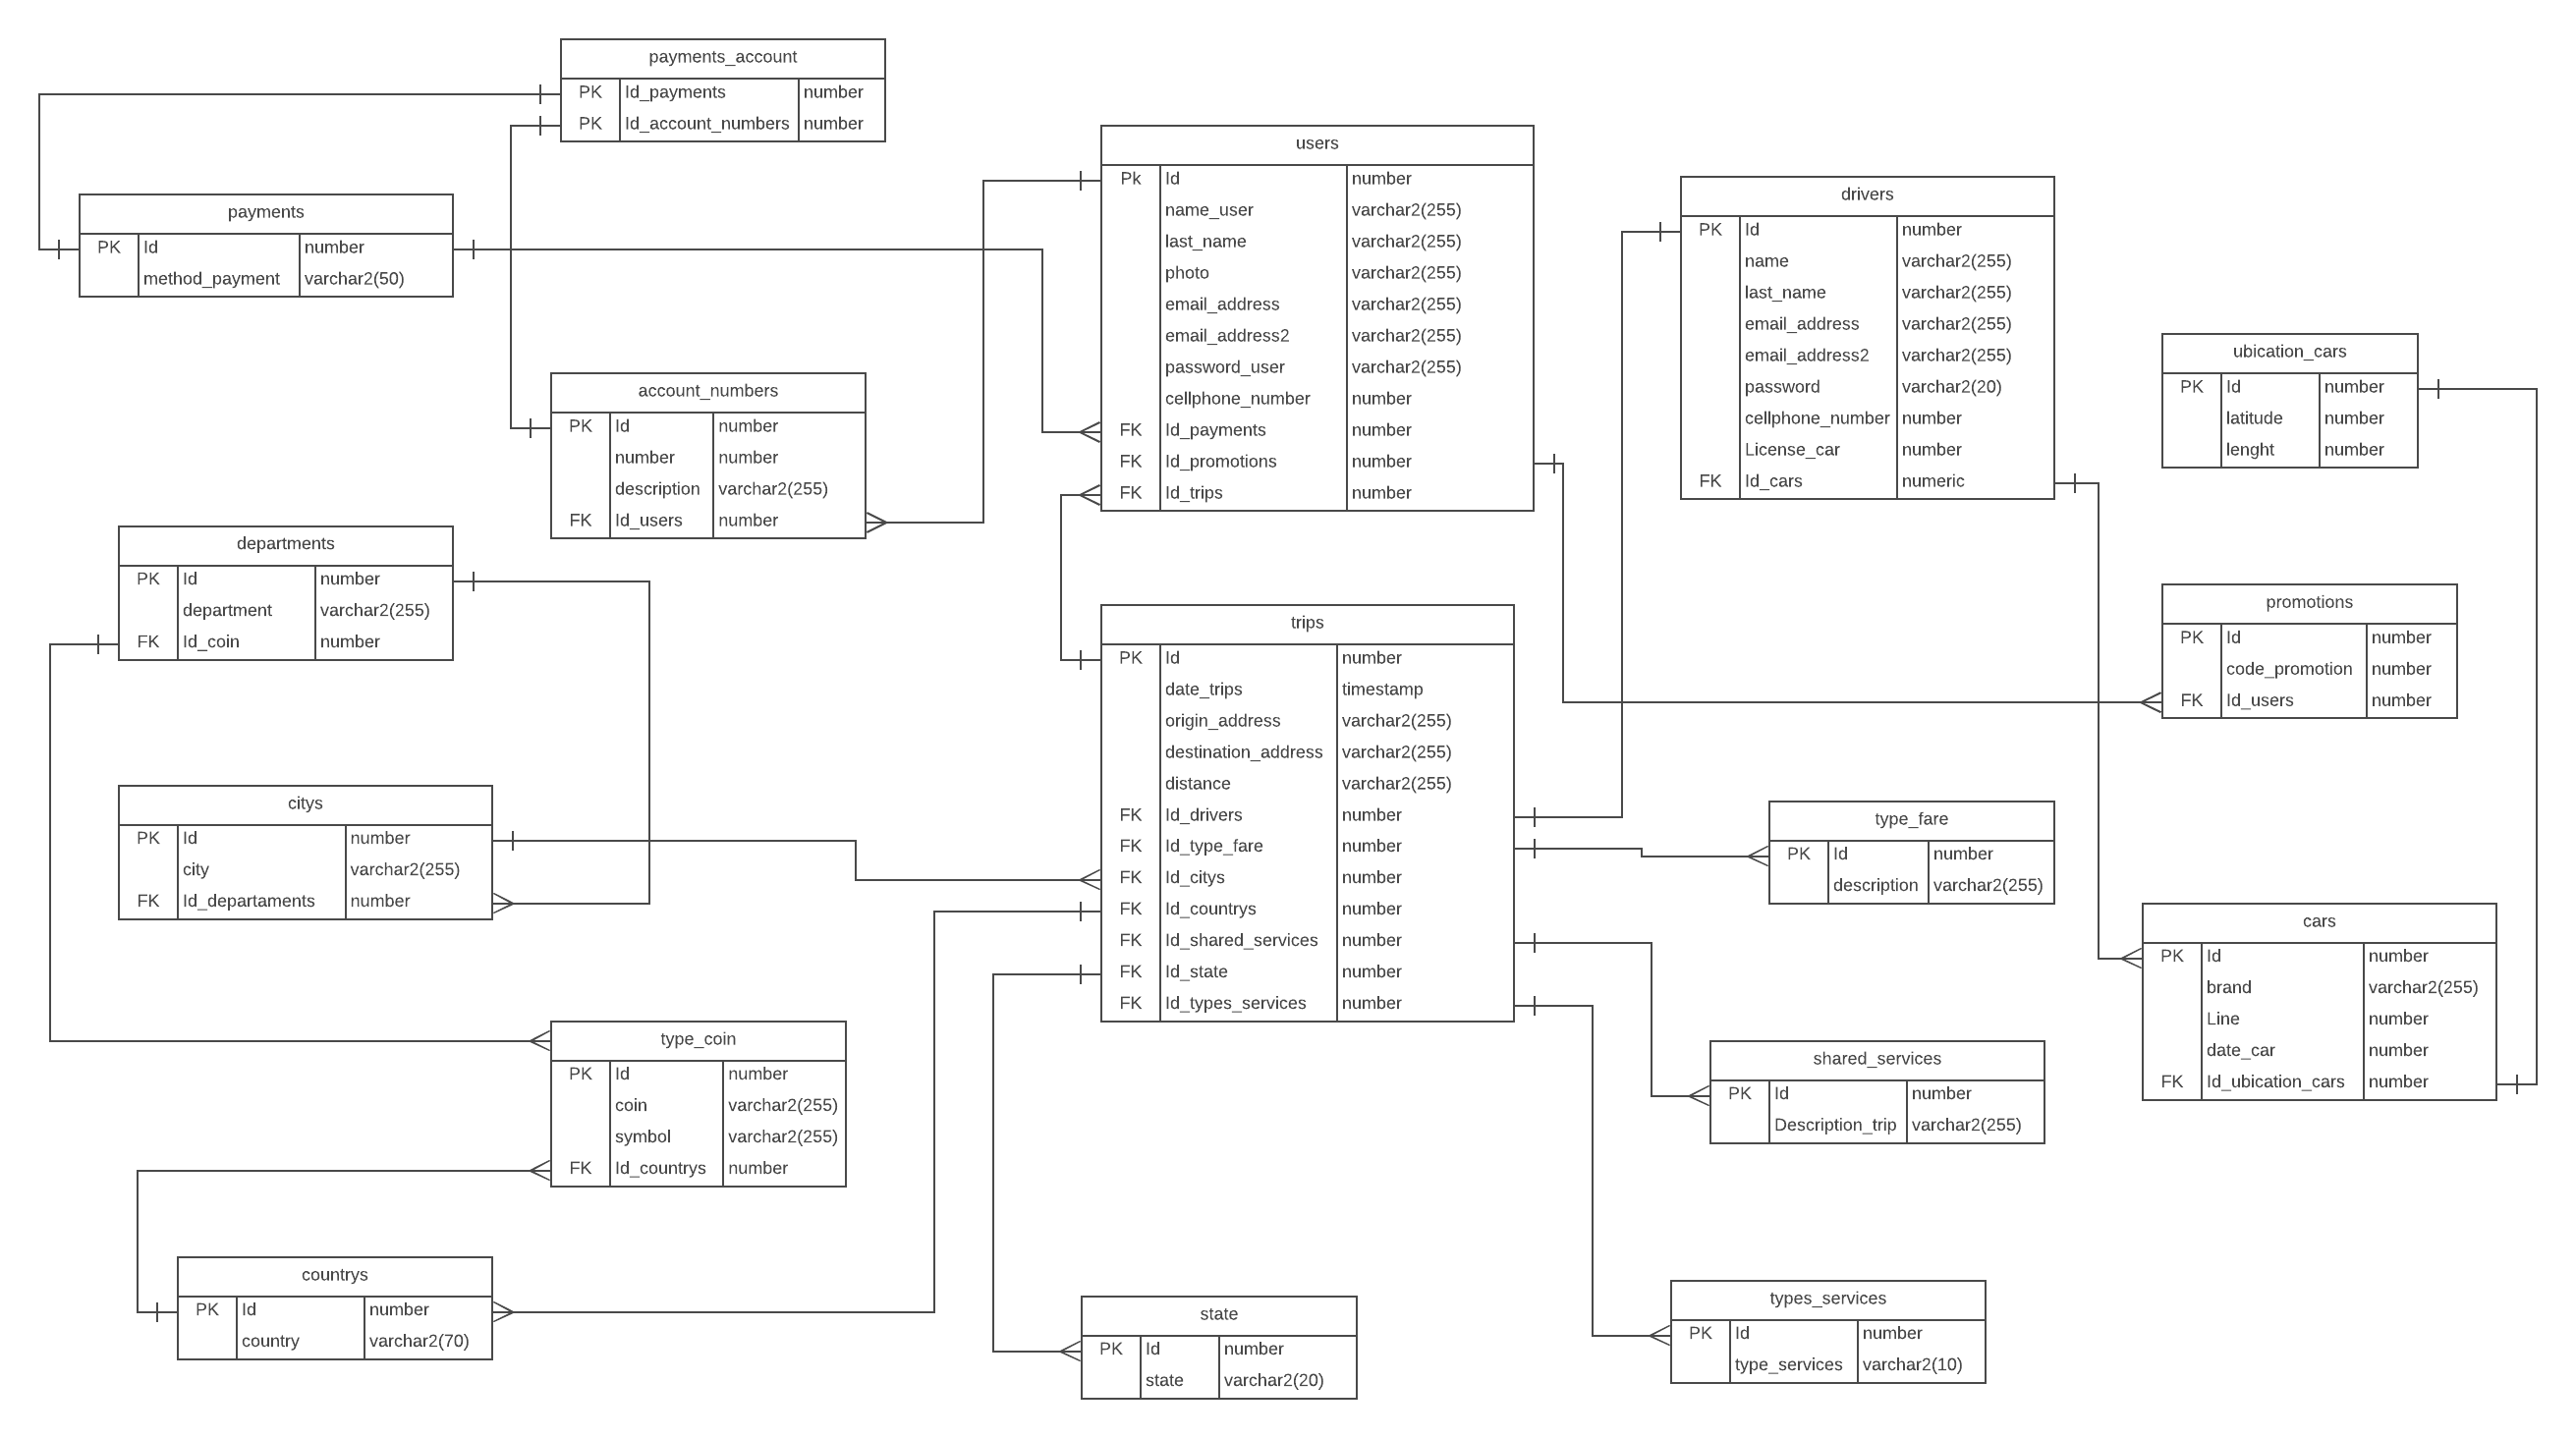 payments_account
PK Id_payments number
PK Id_account_numbers number
payments
PK Id number
method_payment varchar2(50)
account_numbers
PK Id number
number number
description varchar2(255)
FK Id_users number
users
Pk Id number
name_user varchar2(255)
last_name varchar2(255)
photo varchar2(255)
email_address varchar2(255)
email_address2 varchar2(255)
password_user varchar2(255)
cellphone_number number
FK Id_payments number
FK Id_promotions number
FK Id_trips number
drivers
PK Id number
name varchar2(255)
last_name varchar2(255)
email_address varchar2(255)
email_address2 varchar2(255)
password varchar2(20)
cellphone_number number
License_car number
FK Id_cars numeric
ubication_cars
PK Id number
latitude number
lenght number
departments
PK Id number
department varchar2(255)
FK Id_coin number
trips
PK Id number
date_trips timestamp
origin_address varchar2(255)
destination_address varchar2(255)
distance varchar2(255)
FK Id_drivers number
FK Id_type_fare number
FK Id_citys number
FK Id_countrys number
FK Id_shared_services number
FK Id_state number
FK Id_types_services number
promotions
PK Id number
code_promotion number
FK Id_users number
citys
PK Id number
city varchar2(255)
FK Id_departaments number
type_fare
PK Id number
description varchar2(255)
cars
PK Id number
brand varchar2(255)
Line number
date_car number
FK Id_ubication_cars number
type_coin
PK Id number
coin varchar2(255)
symbol varchar2(255)
FK Id_countrys number
shared_services
PK Id number
Description_trip varchar2(255)
countrys
PK Id number
country varchar2(70)
state
PK Id number
state varchar2(20)
types_services
PK Id number
type_services varchar2(10)